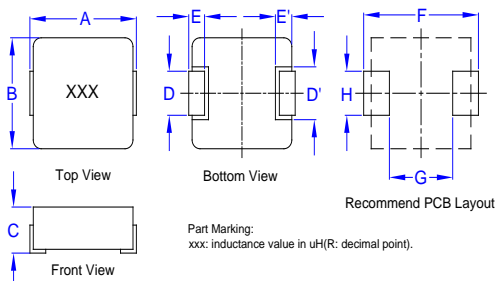 A
E
E'
F
B
XXX
D
D'
H
G
Top View
Bottom View
Recommend PCB Layout
C
Part Marking:
xxx: inductance value in uH(R: decimal point).
Front View